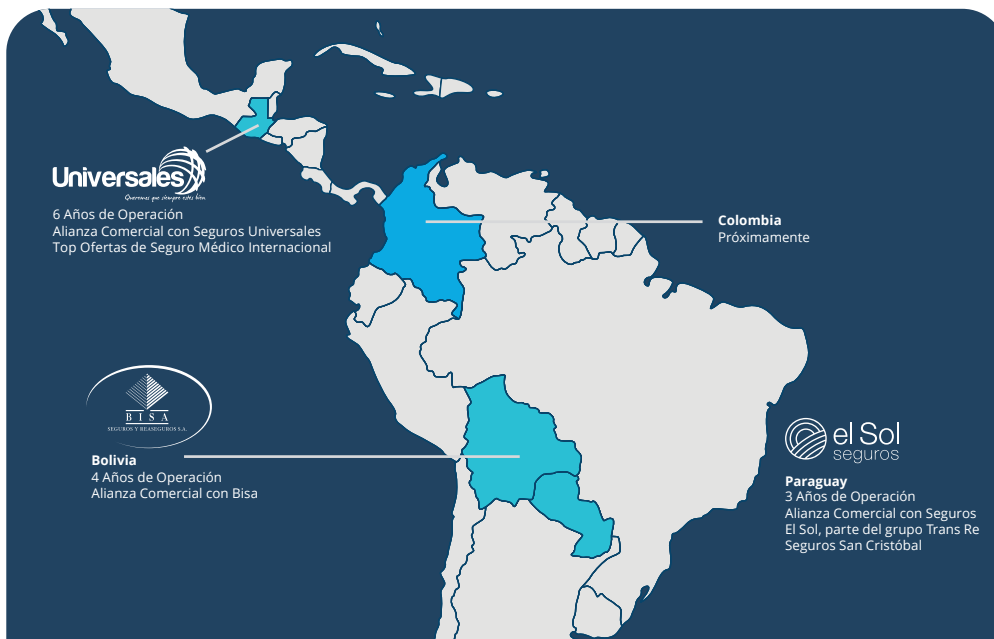 Universales
Queremos que siempre estés bien.
6 Años de Operación
Alianza Comercial con Seguros Universales
Top Ofertas de Seguro Médico Internacional
Colombia
Próximamente
BISA
SEGUROS Y REASEGUROS S.A.
Bolivia
4 Años de Operación
Alianza Comercial con Bisa
el Sol
seguros
Paraguay
3 Años de Operación
Alianza Comercial con Seguros
El Sol, parte del grupo Trans Re
Seguros San Cristóbal